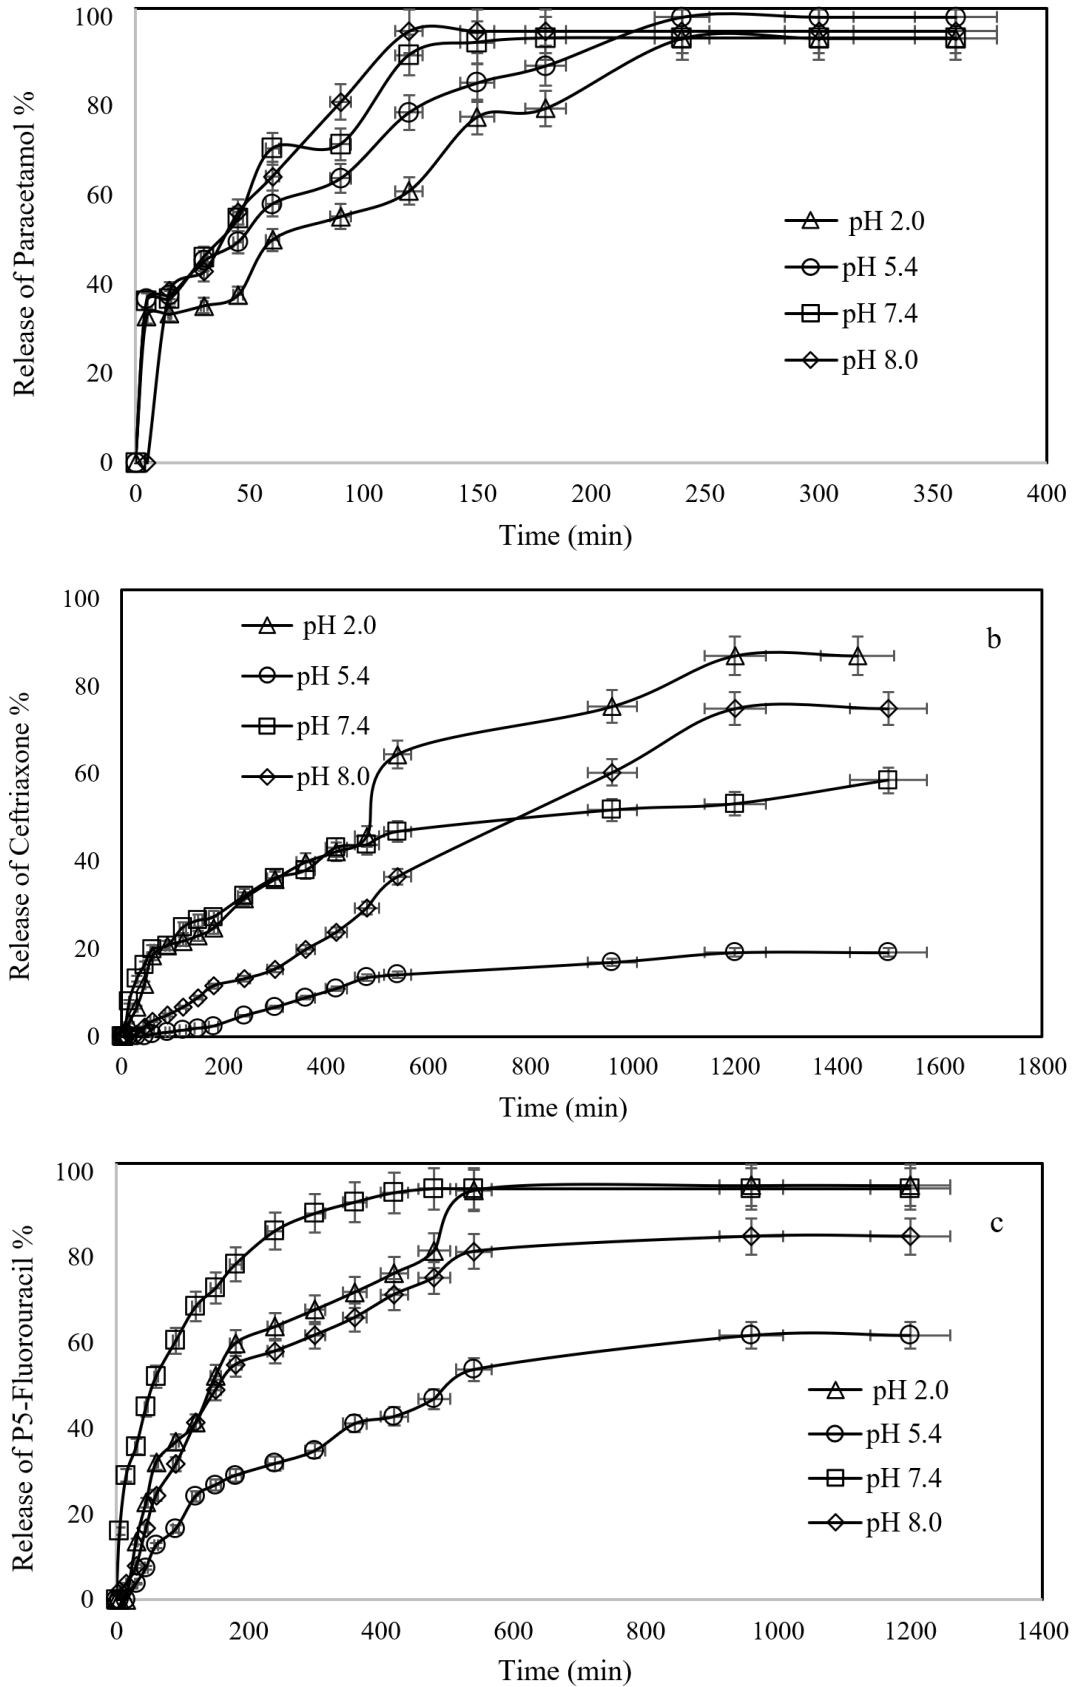 Release of Paracetamol %
100
80
60
40
20
0
pH 2.0
pH 5.4
pH 7.4
pH 8.0
0 50 100 150 200 250 300 350 400
Time (min)
Release of Ceftriaxone %
100
80
60
40
20
0
pH 2.0
pH 5.4
pH 7.4
pH 8.0
b
0 200 400 600 800 1000 1200 1400 1600 1800
Time (min)
Release of P5-Fluorouracil %
100
80
60
40
20
0
c
pH 2.0
pH 5.4
pH 7.4
pH 8.0
0 200 400 600 800 1000 1200 1400
Time (min)